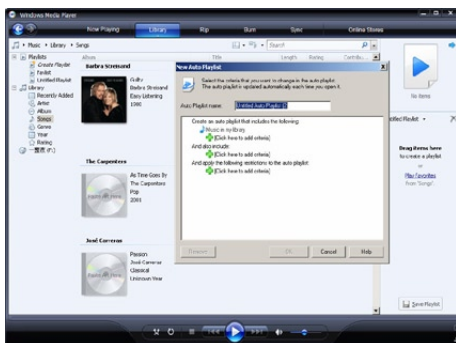 Windows Media Player
Now Playing
Library
Rip
Burn
Sync
Online Stores
Music
Library
Songs
Search
Playlists
Create Playlist
Untitled Playlist
Library
Recently Added
Artist
Album
Songs
Genre
Year
Rating
Album
Title
Length
Rating
Barbra Streisand
Guilty
Barbra Streisand
Easy Listening
1980
The Carpenters
As Time Goes By
The Carpenters
Pop
2001
José Carreras
Passion
José Carreras
Classical
Unknown Year
New Auto Playlist
Select the criteria that you want to change in the auto playlist.
The auto playlist is updated automatically each time you open it.
Auto Playlist name:
Create an auto playlist that includes the following:
Music in my library
[Click here to add criteria]
And also include:
[Click here to add criteria]
And apply the following restrictions to the auto playlist:
[Click here to add criteria]
Remove
OK
Cancel
Help
No items
Drag items here
to create a playlist
or
Play favorites
from 'Songs'.
Save Playlist